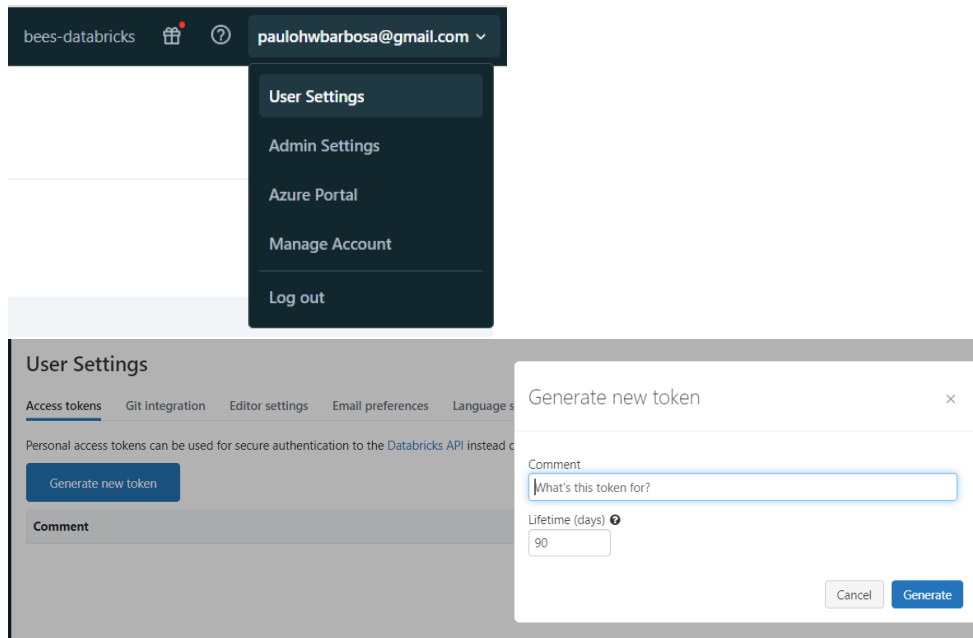 bees-databricks paulohwbarbosa@gmail.com
User Settings
Admin Settings
Azure Portal
Manage Account
Log out
User Settings
Access tokens Git integration Editor settings Email preferences Language s
Personal access tokens can be used for secure authentication to the Databricks API instead
Generate new token
Comment
Generate new token
Comment
What's this token for?
Lifetime (days)
90
Cancel Generate